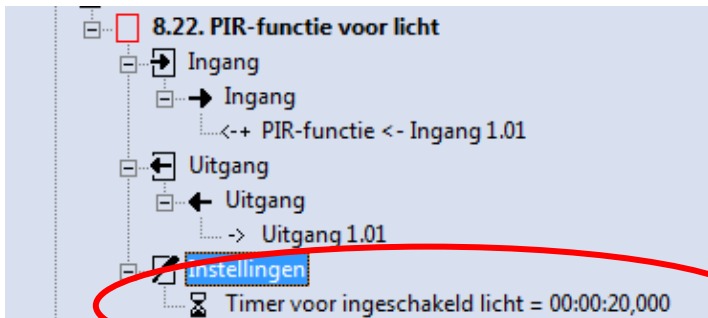 8.22. PIR-functie voor licht
Ingang
Ingang
<-+ PIR-functie <- Ingang 1.01
Uitgang
Uitgang
-> Uitgang 1.01
Instellingen
Timer voor ingeschakeld licht = 00:00:20,000